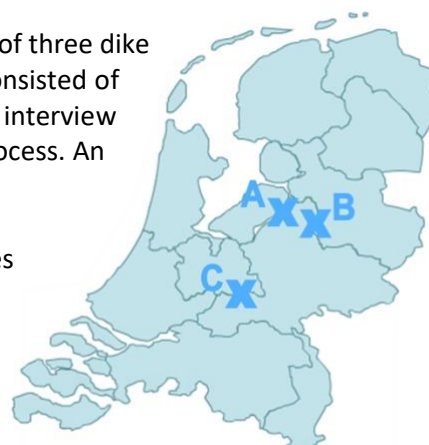 of three dike
onsisted of
interview
ocess. An
es
A
B
C